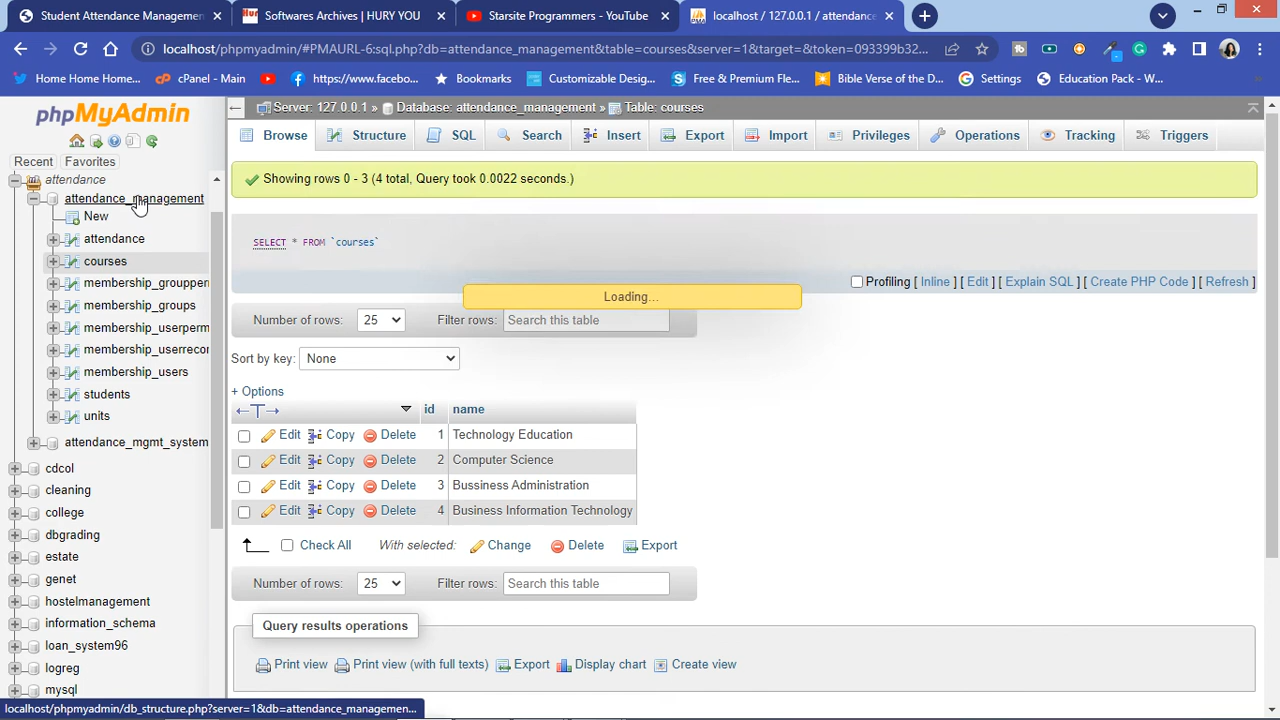 Student Attendance Managemen
Softwares Archives | HURY YOU
Starsite Programmers - YouTube
localhost / 127.0.0.1 / attendance
localhost/phpmyadmin/#PMAURL-6:sql.php?db=attendance_management&table=courses&server=1&target=&token=093399b32...
Home Home Home...
cPanel - Main
https://www.facebo...
Bookmarks
Customizable Desig...
Free & Premium Fle...
Bible Verse of the D...
Settings
Education Pack - W...
phpMyAdmin
Recent
Favorites
attendance
attendance_management
New
attendance
courses
membership_groupperm
membership_groups
membership_userperm
membership_userrecor
membership_users
students
units
attendance_mgmt_system
cdcol
cleaning
college
dbgrading
estate
genet
hostelmanagement
information_schema
loan_system96
logreg
mysql
Server: 127.0.0.1 » Database: attendance_management » Table: courses
Browse
Structure
SQL
Search
Insert
Export
Import
Privileges
Operations
Tracking
Triggers
Showing rows 0 - 3 (4 total, Query took 0.0022 seconds.)
SELECT * FROM `courses`
Profiling [ Inline ] [ Edit ] [ Explain SQL ] [ Create PHP Code ] [ Refresh ]
Loading...
Number of rows: 25 Filter rows: Search this table
Sort by key: None
+ Options
←T→ id name
Edit Copy Delete 1 Technology Education
Edit Copy Delete 2 Computer Science
Edit Copy Delete 3 Bussiness Administration
Edit Copy Delete 4 Business Information Technology
Check All With selected: Change Delete Export
Number of rows: 25 Filter rows: Search this table
Query results operations
Print view Print view (with full texts) Export Display chart Create view
localhost/phpmyadmin/db_structure.php?server=1&db=attendance_managemen...